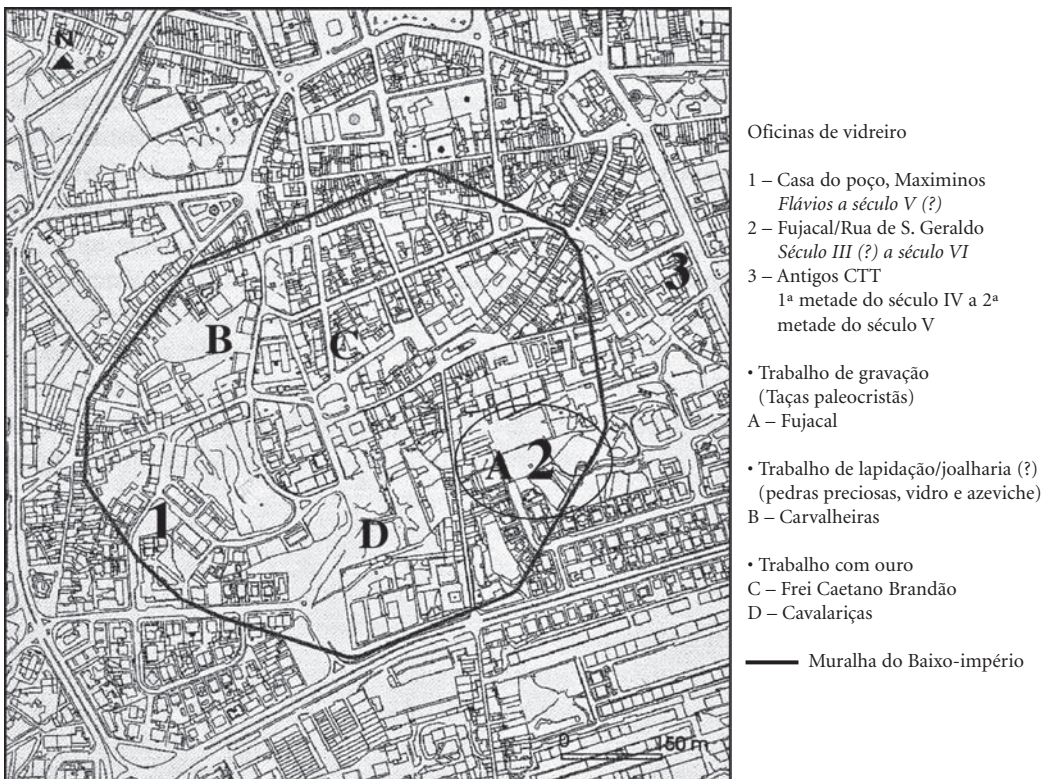 N
B
C
3
A 2
1
D
0 150 m
Oficinas de vidreiro
1 – Casa do poço, Maximinos
Flávios a século V (?)
2 – Fujacal/Rua de S. Geraldo
Século III (?) a século VI
3 – Antigos CTT
1ª metade do século IV a 2ª
metade do século V
• Trabalho de gravação
(Taças paleocristãs)
A – Fujacal
• Trabalho de lapidação/joalharia (?)
(pedras preciosas, vidro e azeviche)
B – Carvalheiras
• Trabalho com ouro
C – Frei Caetano Brandão
D – Cavalariças
Muralha do Baixo-império